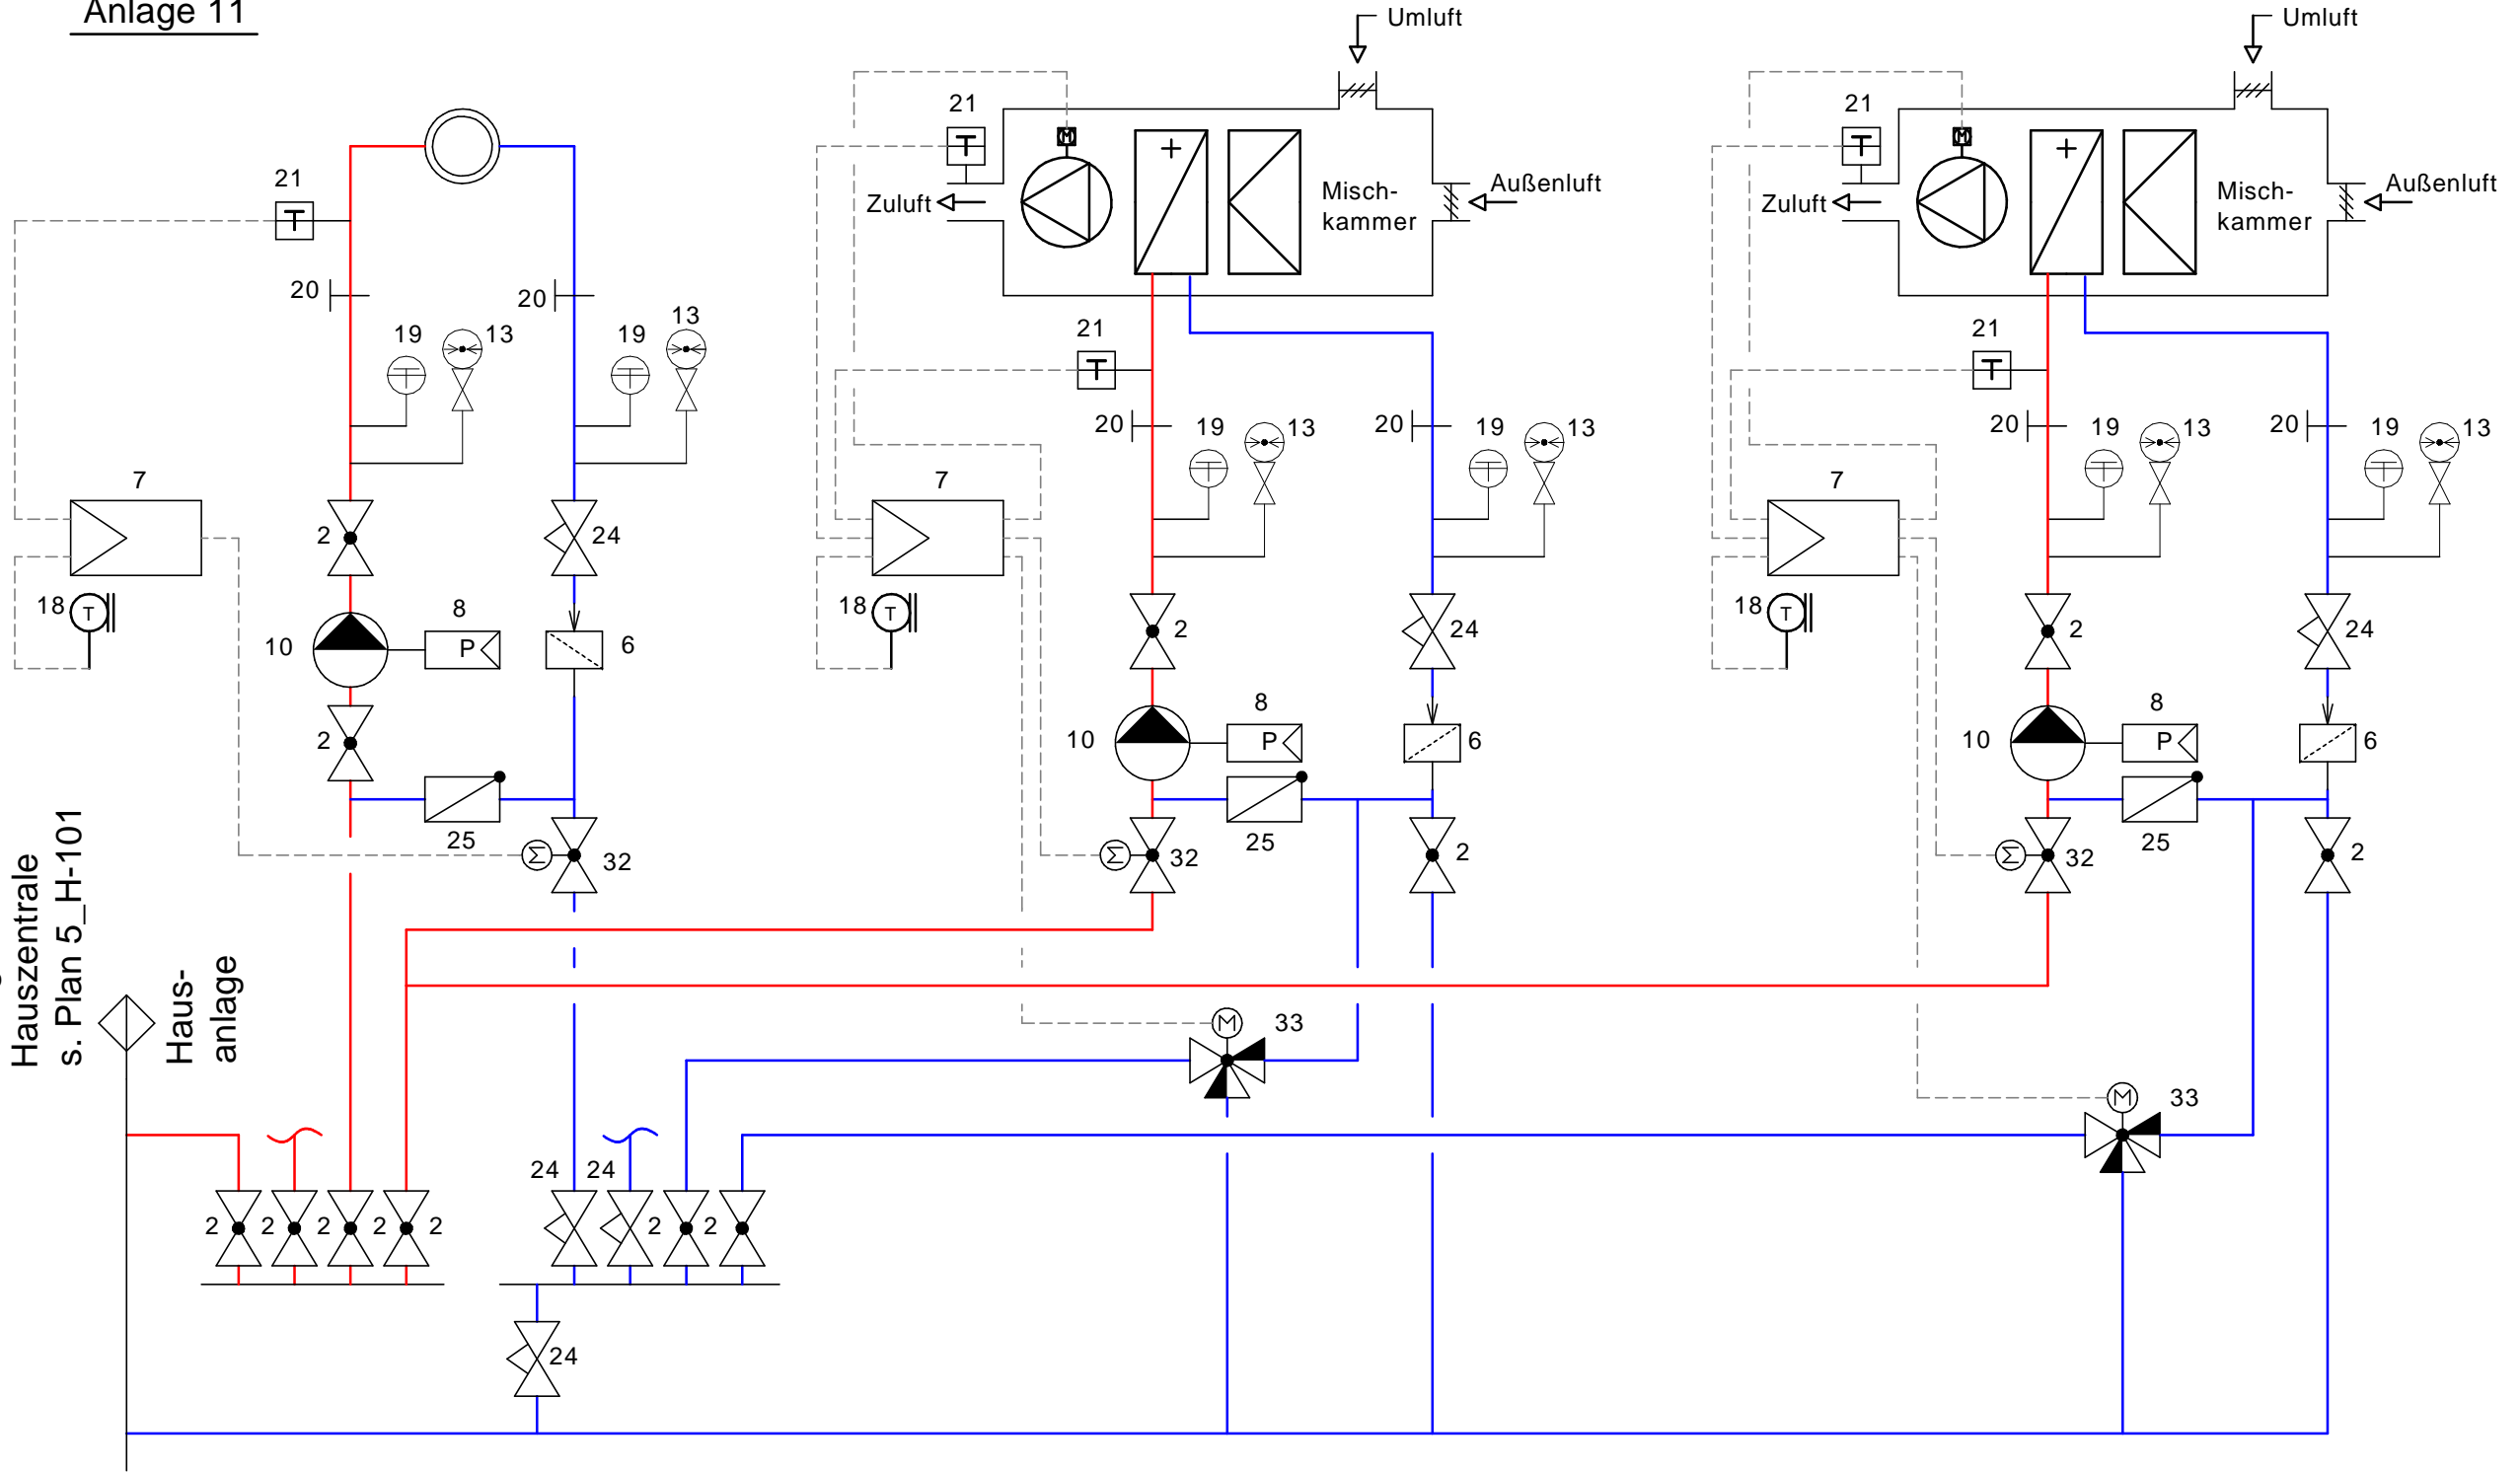 Anlage 11
Umluft
Umluft
21
21
21
Misch-
kammer
Außenluft
Zuluft
Misch-
kammer
Außenluft
Zuluft
T
T
T
M
M
20
20
19
13
19
13
21
T
21
T
20
19
13
20
19
13
20
19
13
20
19
13
7
7
7
2
24
18
T
10
8
P
6
18
T
2
24
18
T
2
24
2
10
8
P
6
10
8
P
6
25
32
32
25
2
32
25
2
Hauszentrale
s. Plan 5_H-101
Haus-
anlage
M
33
M
33
24
24
2
2
2
2
2
2
2
24